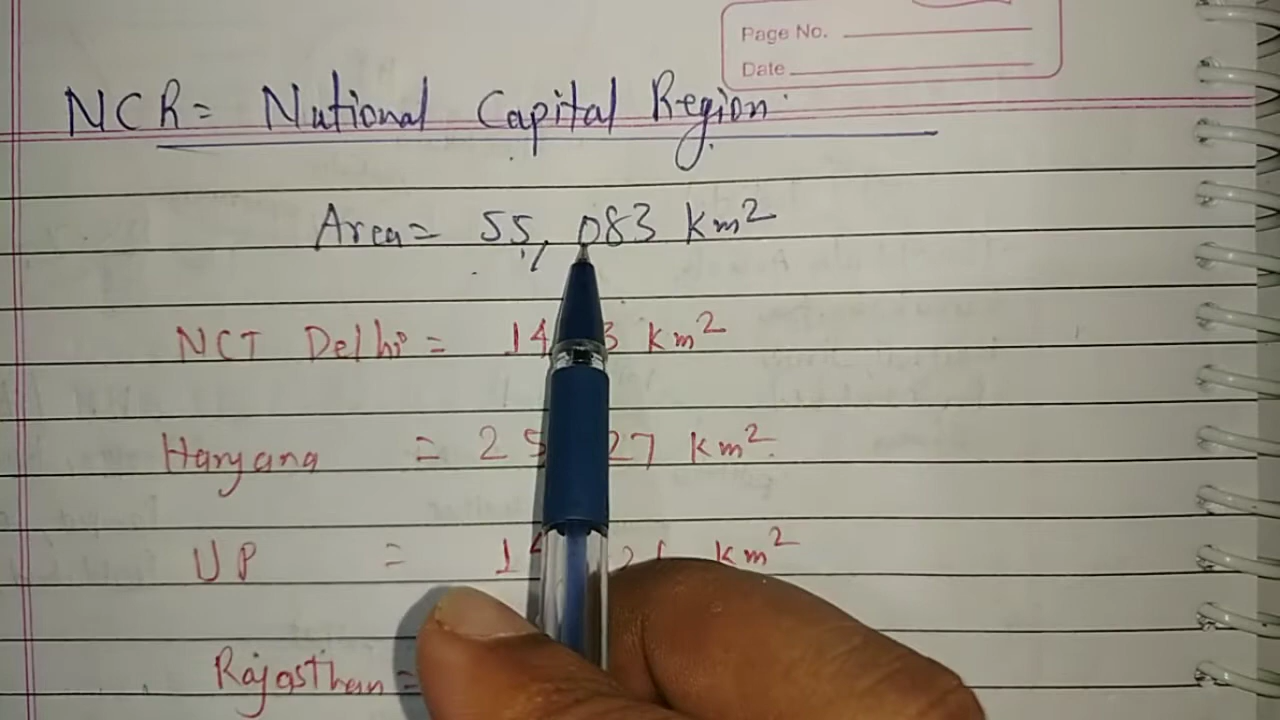 Page No.
Date
NCR = National Capital Region
Area = 55,083 km2
NCT Delhi = km2
Haryana = km2
UP = km2
Rajasthan =